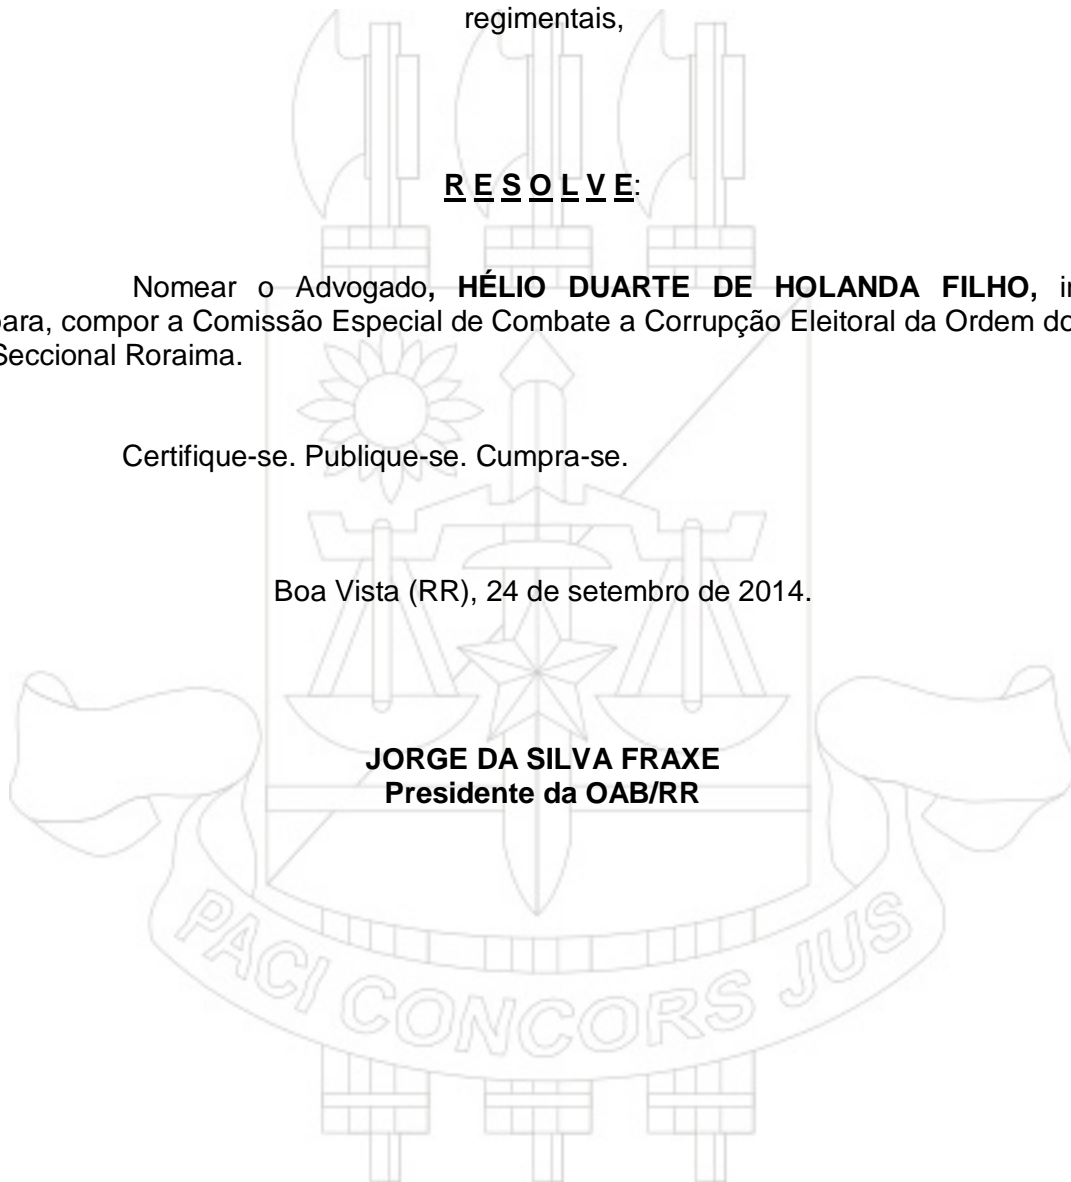 regimentais,
R E S O L V E:
Nomear o Advogado, HÉLIO DUARTE DE HOLANDA FILHO,
para, compor a Comissão Especial de Combate a Corrupção Eleitoral da Ordem
Seccional Roraima.
Certifique-se. Publique-se. Cumpra-se.
Boa Vista (RR), 24 de setembro de 2014.
JORGE DA SILVA FRAXE
Presidente da OAB/RR
PACI CONCORS JUS